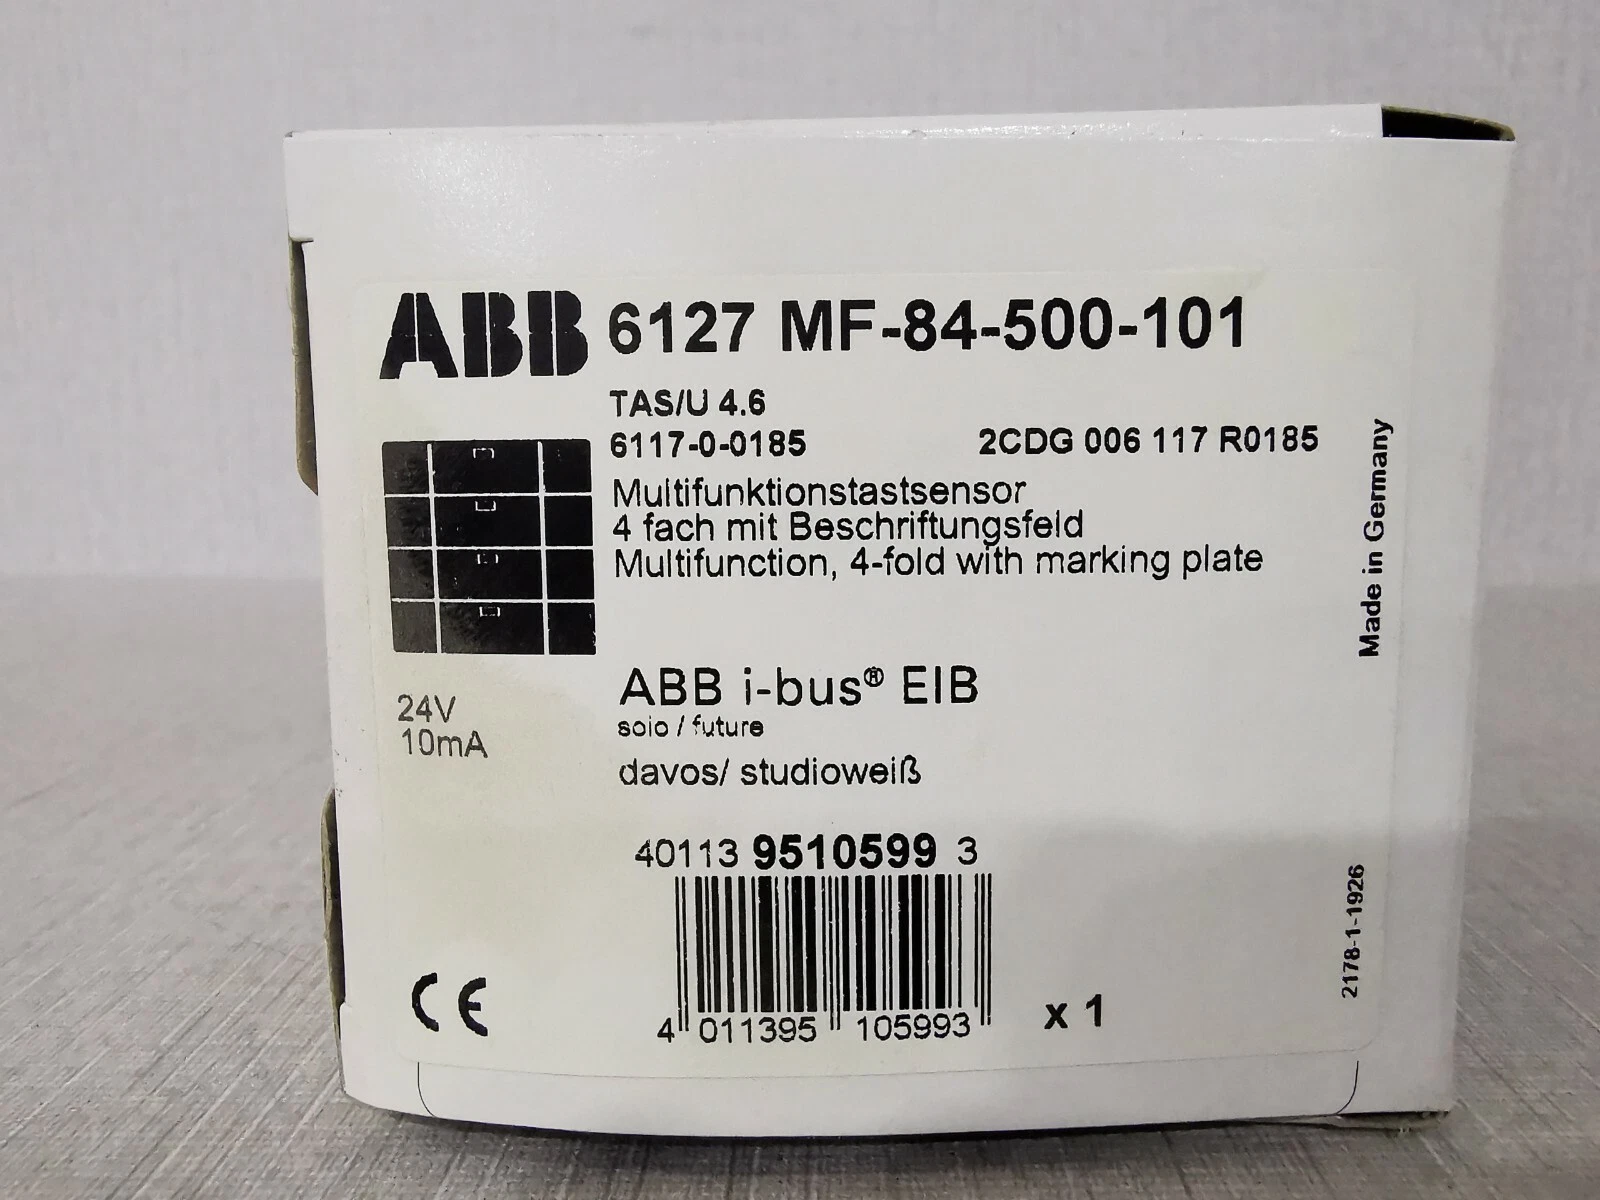 ABB 6127 MF-84-500-101
TAS/U 4.6
6117-0-0185 2CDG 006 117 R0185
Multifunktionstastsensor
4 fach mit Beschriftungsfeld
Multifunction, 4-fold with marking plate
Made in Germany
24V
10mA
ABB i-bus® EIB
solo / future
davos/ studioweiß
40113 9510599 3
4 011395 105993
x 1
CE
2178-1-1926